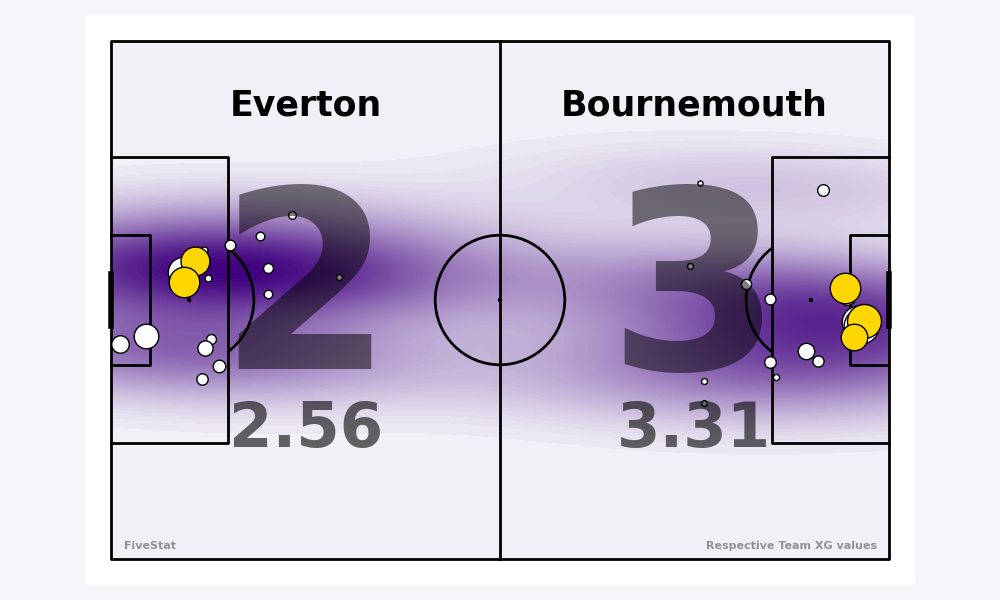 Everton
Bournemouth
2
3
2.56
3.31
FiveStat
Respective Team XG values